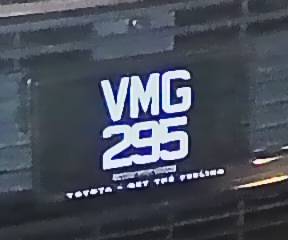 VMG
295
TOYOTA - GET THE FEELING